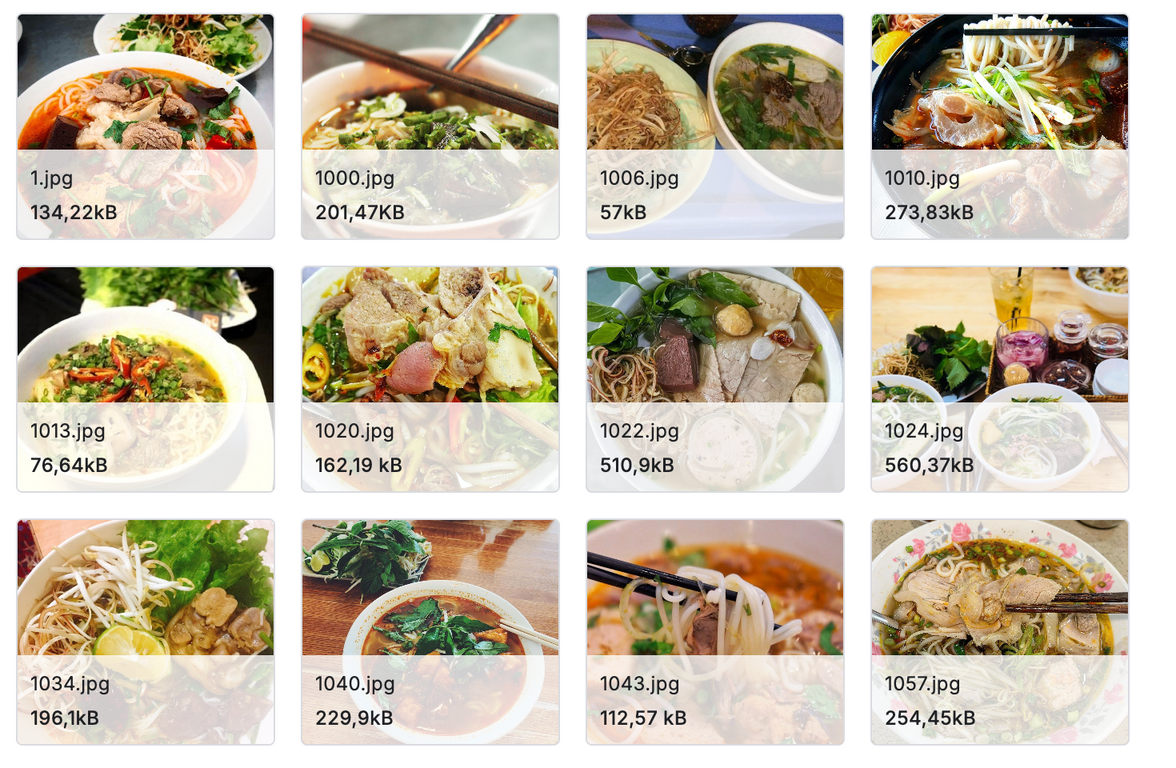 1.jpg
134,22kB
1000.jpg
201,47KB
1006.jpg
57kB
1010.jpg
273,83kB
1013.jpg
76,64kB
1020.jpg
162,19 kB
1022.jpg
510,9kB
1024.jpg
560,37kB
1034.jpg
196,1kB
1040.jpg
229,9kB
1043.jpg
112,57 kB
1057.jpg
254,45kB